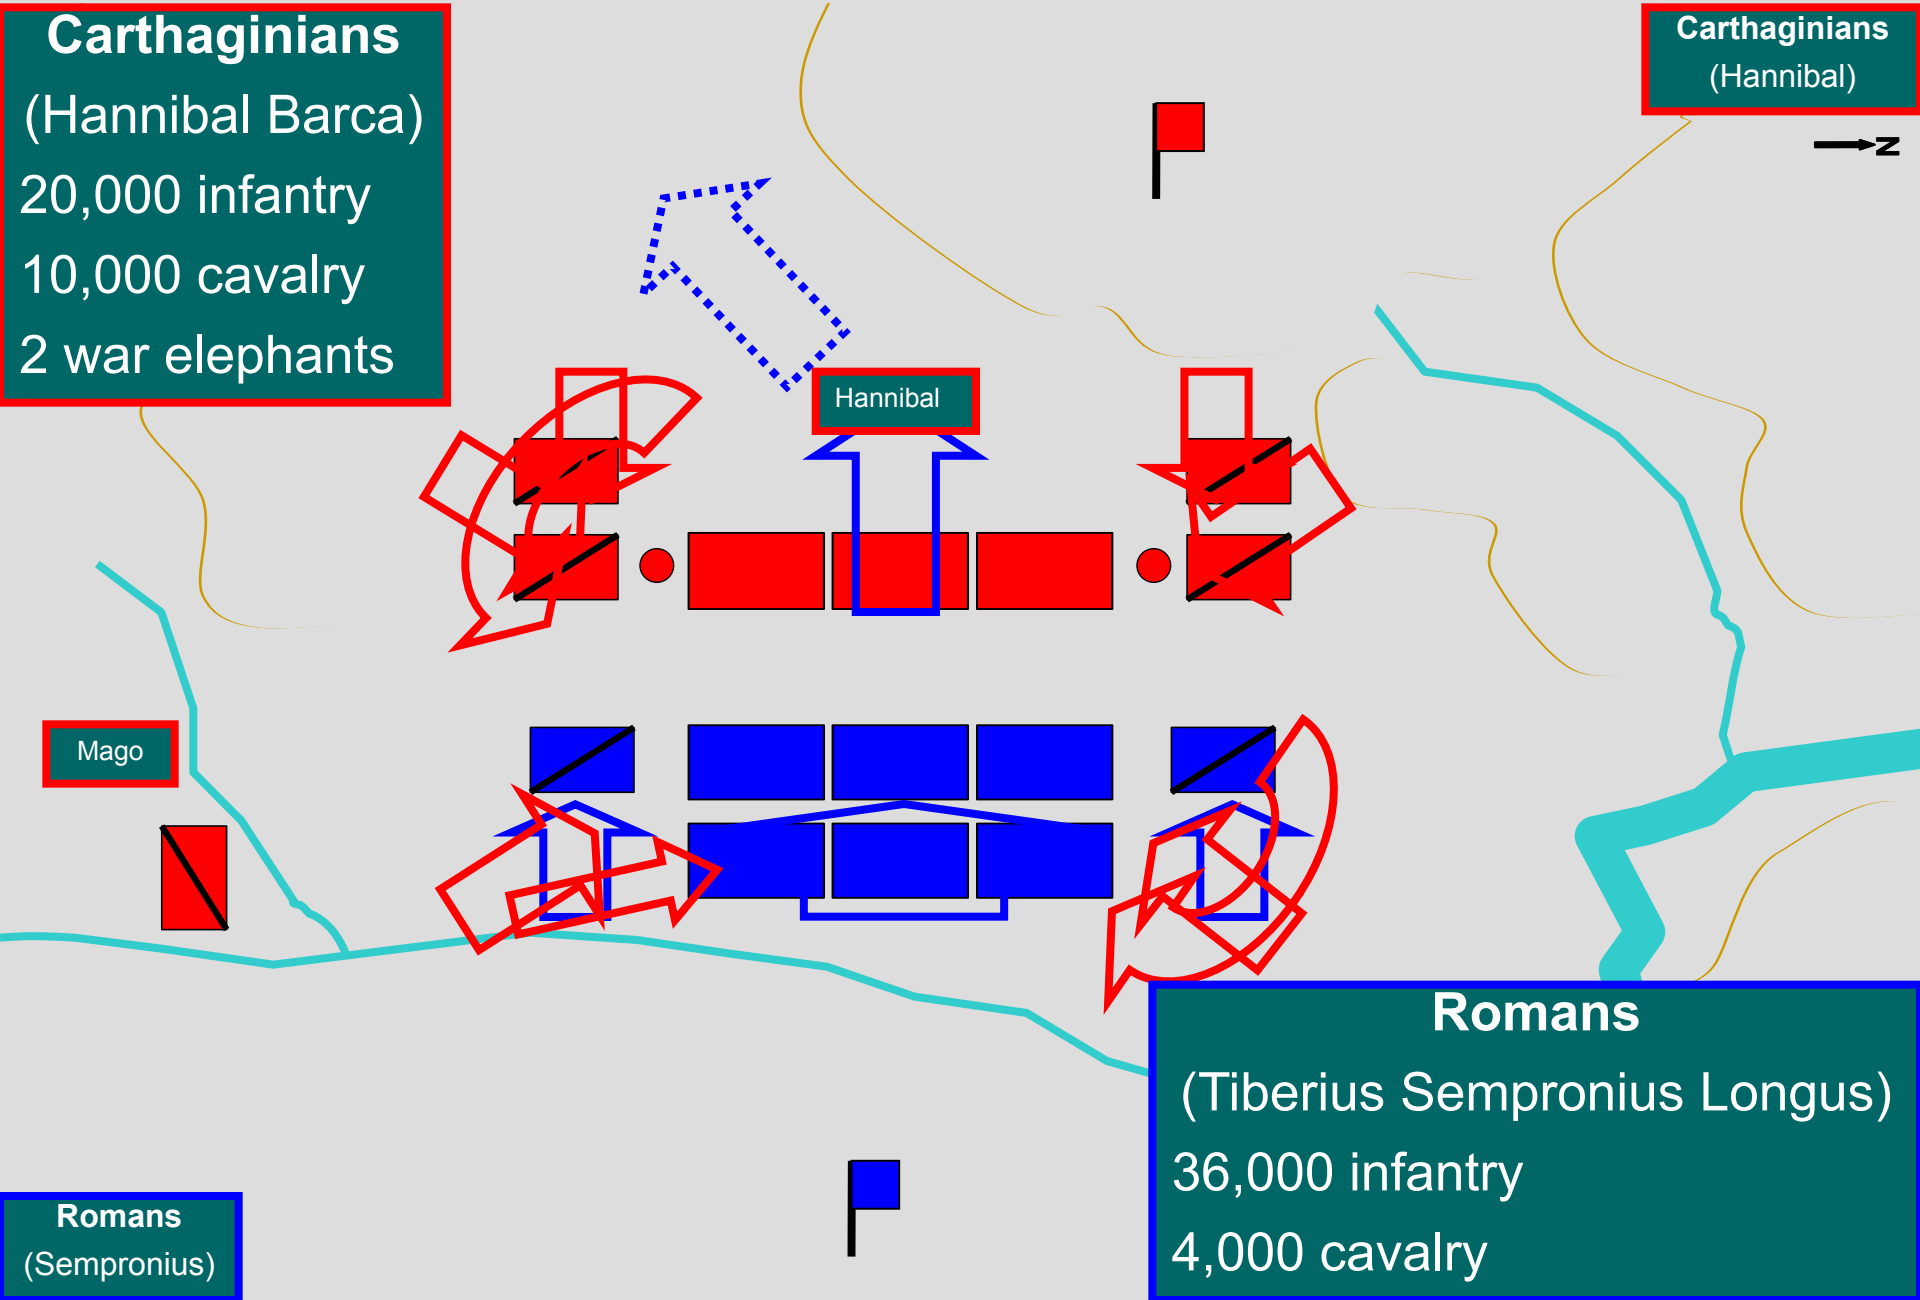 Carthaginians
(Hannibal Barca)
20,000 infantry
10,000 cavalry
2 war elephants
Carthaginians
(Hannibal)
N
Hannibal
Mago
Romans
(Tiberius Sempronius Longus)
36,000 infantry
4,000 cavalry
Romans
(Sempronius)